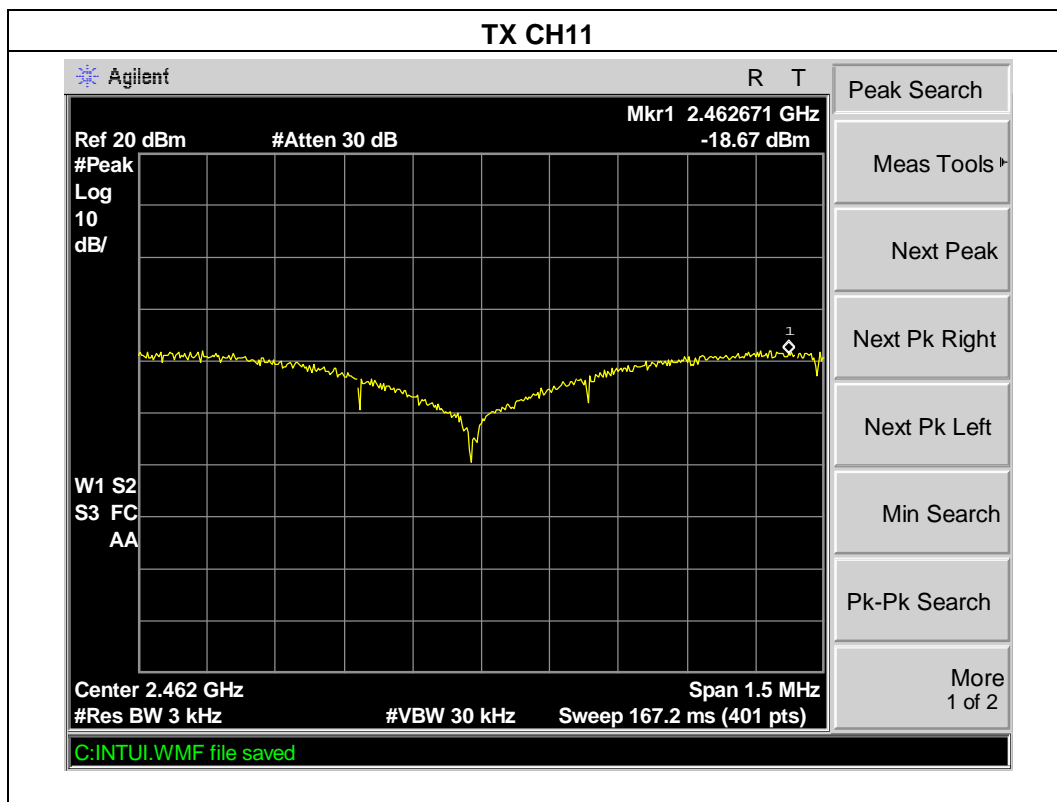 TX CH11
Agilent R T
Peak Search
Mkr1 2.462671 GHz
Ref 20 dBm #Atten 30 dB -18.67 dBm
#Peak
Log
10
dB/
1
W1 S2
S3 FC
AA
Center 2.462 GHz Span 1.5 MHz
#Res BW 3 kHz #VBW 30 kHz Sweep 167.2 ms (401 pts)
C:INTUI.WMF file saved
Meas Tools
Next Peak
Next Pk Right
Next Pk Left
Min Search
Pk-Pk Search
More
1 of 2